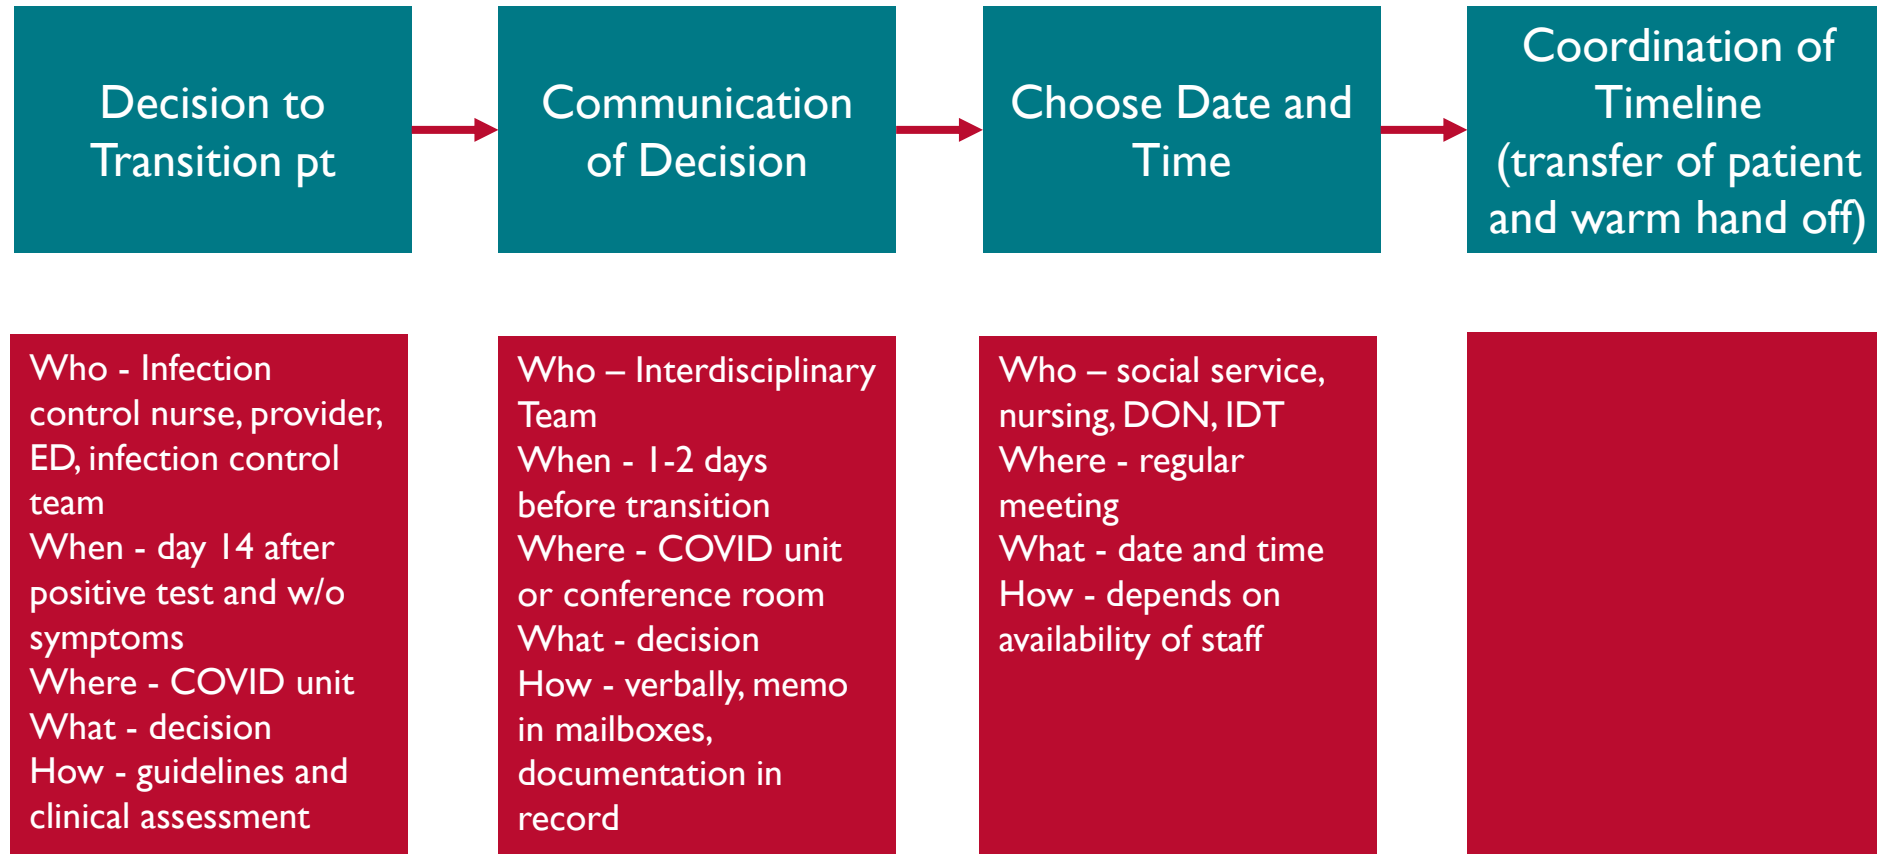 Decision to
Transition pt
Communication
of Decision
Choose Date and
Time
Coordination of
Timeline
(transfer of patient
and warm hand off)
Who - Infection
control nurse, provider,
ED, infection control
team
When - day 14 after
positive test and w/o
symptoms
Where - COVID unit
What - decision
How - guidelines and
clinical assessment
Who – Interdisciplinary
Team
When - 1-2 days
before transition
Where - COVID unit
or conference room
What - decision
How - verbally, memo
in mailboxes,
documentation in
record
Who – social service,
nursing, DON, IDT
Where - regular
meeting
What - date and time
How - depends on
availability of staff